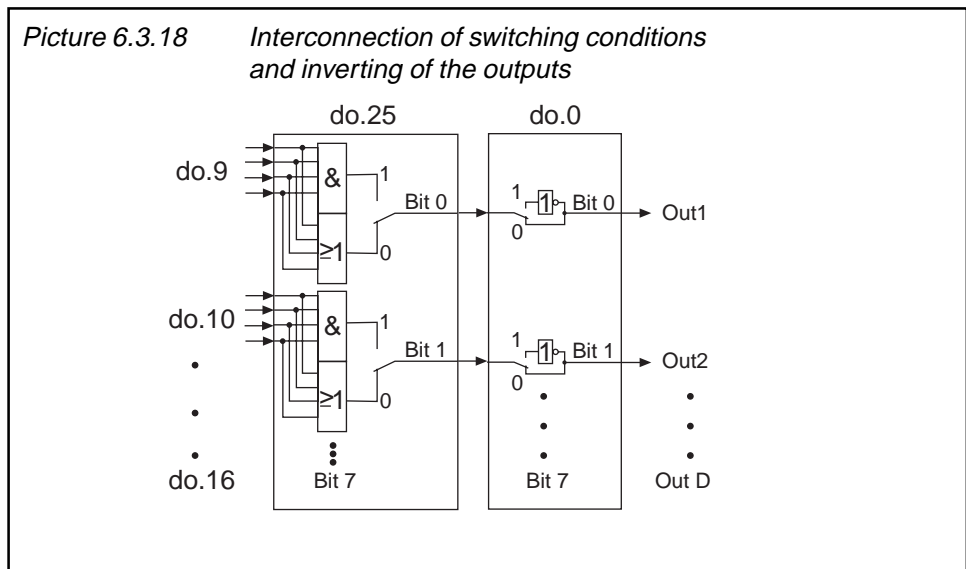 Picture 6.3.18 Interconnection of switching conditions
and inverting of the outputs
do.25 do.0
do.9
&
1
Bit 0
1
1
Bit 0
Out1
≥1
0
0
do.10
&
1
Bit 1
1
1
Bit 1
Out2
≥1
0
0
do.16 Bit 7 Bit 7 Out D